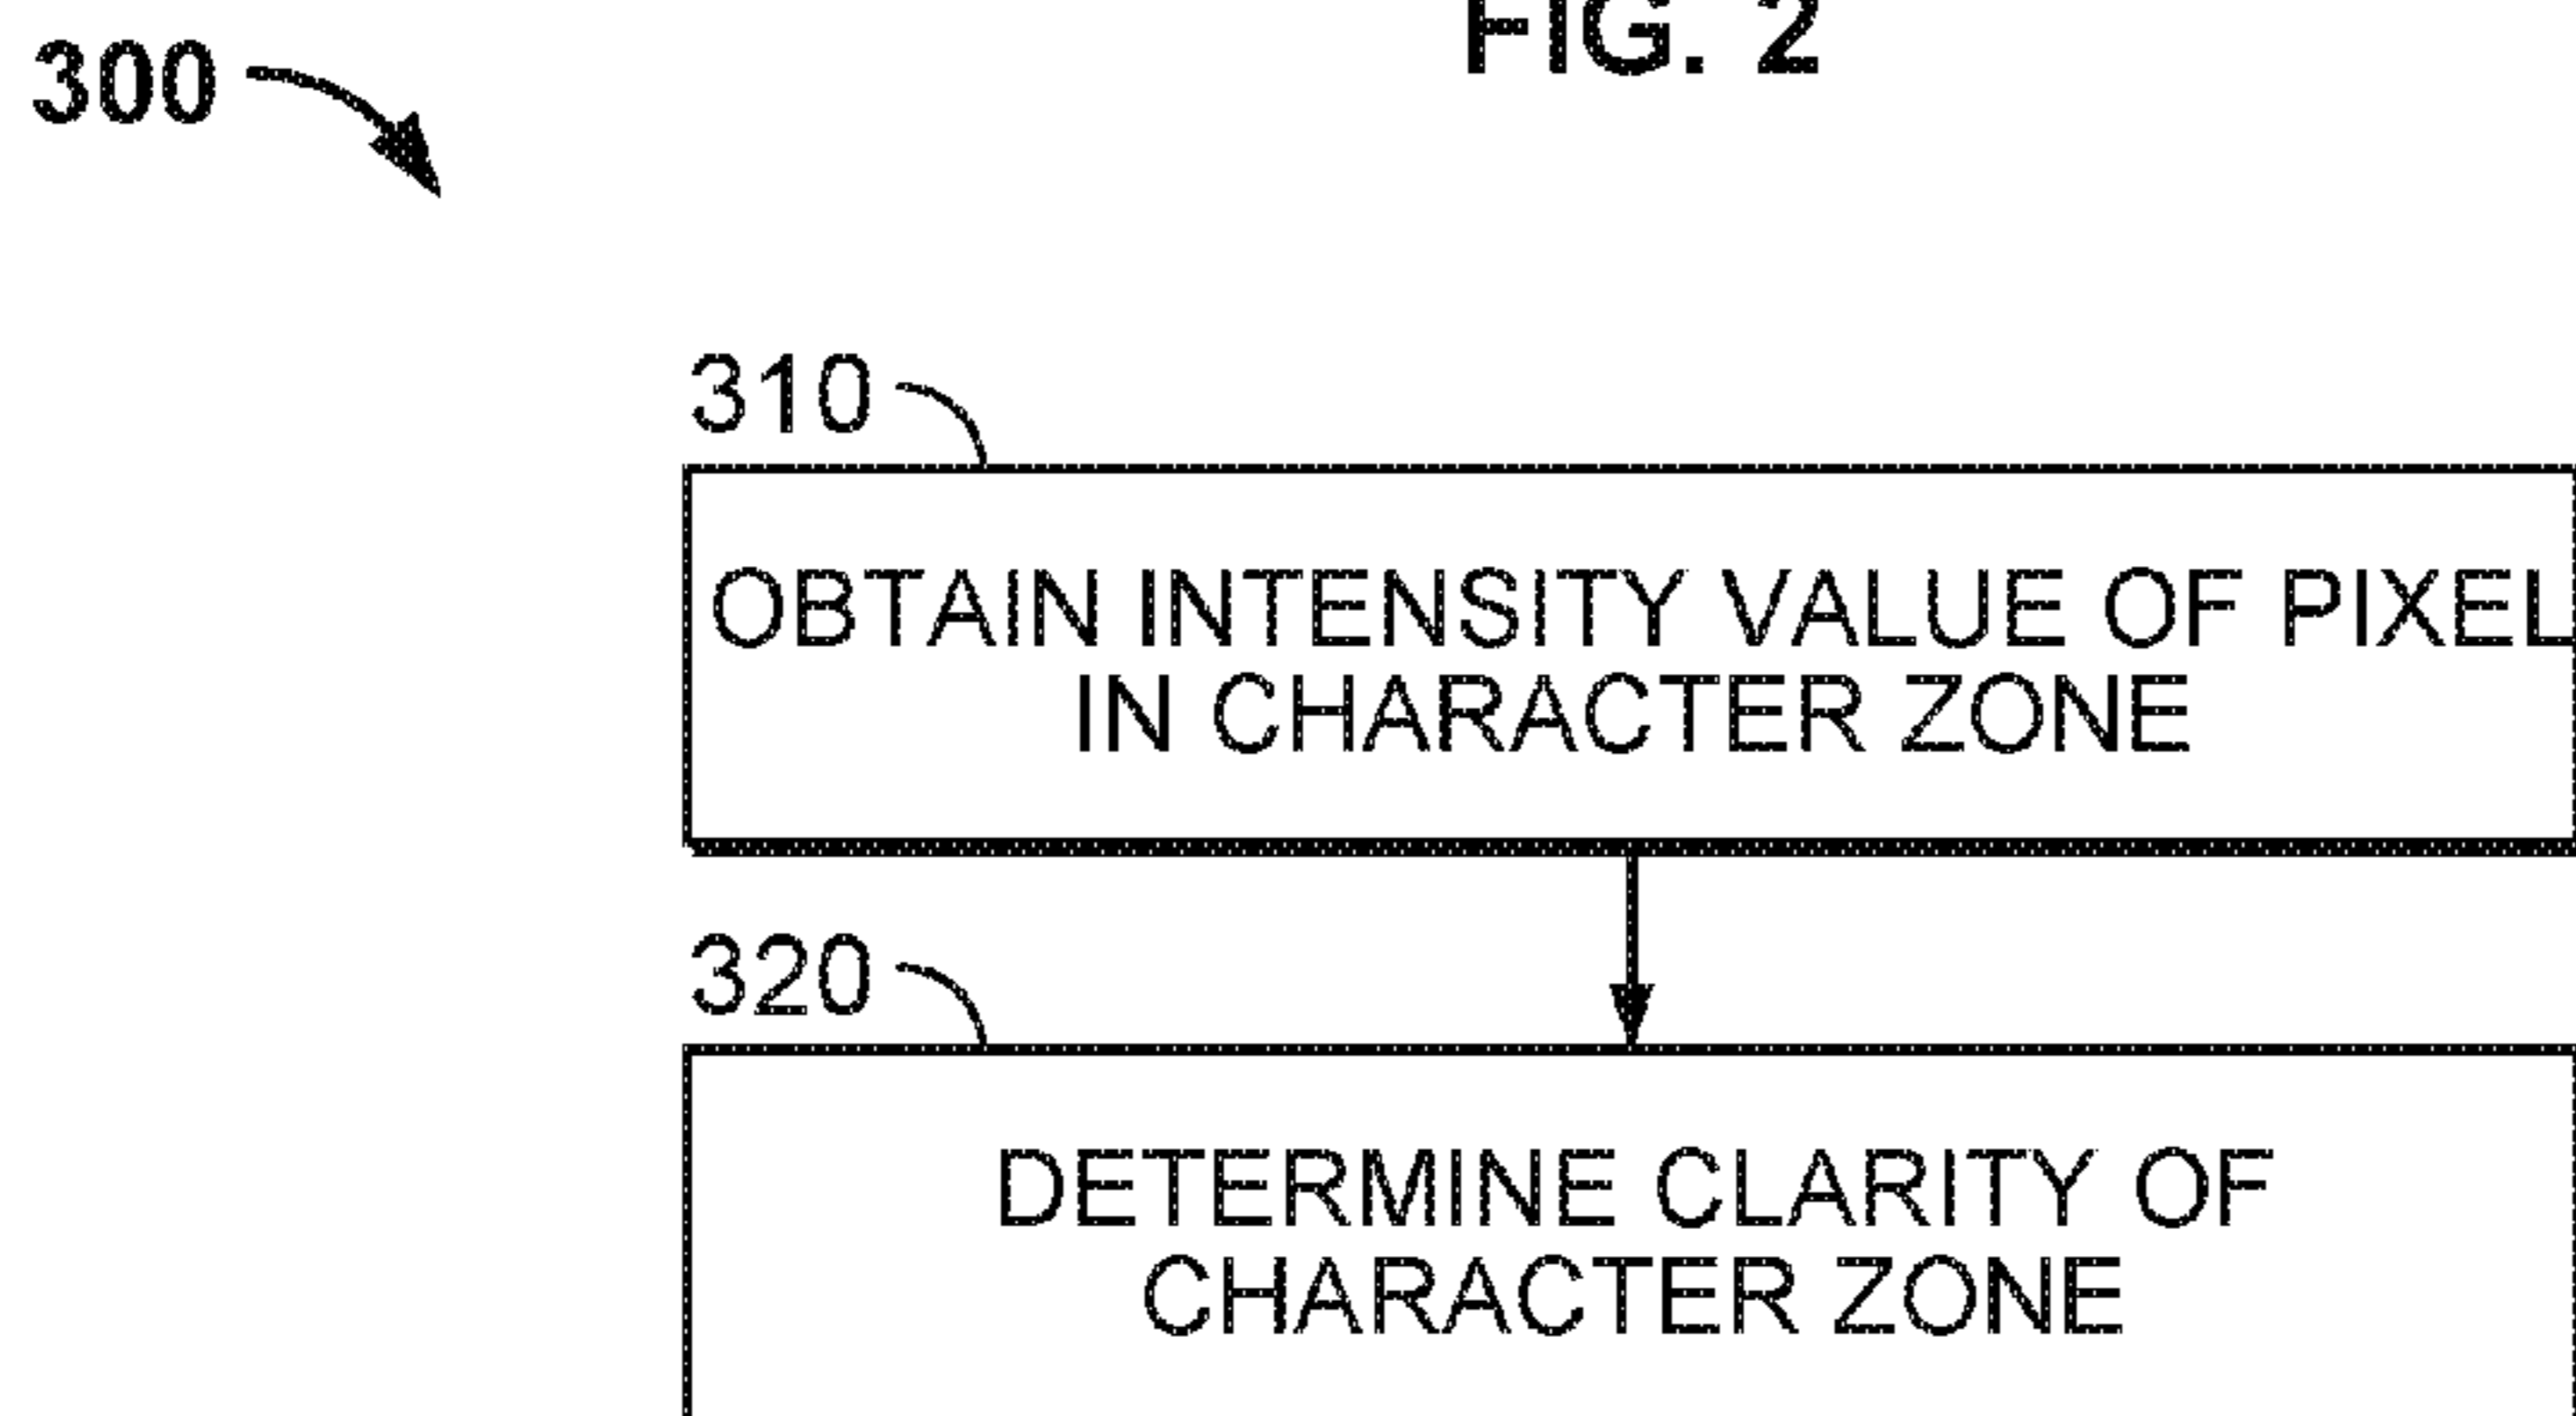 FIG. 2
300
310
OBTAIN INTENSITY VALUE OF PIXEL
IN CHARACTER ZONE
320
DETERMINE CLARITY OF
CHARACTER ZONE